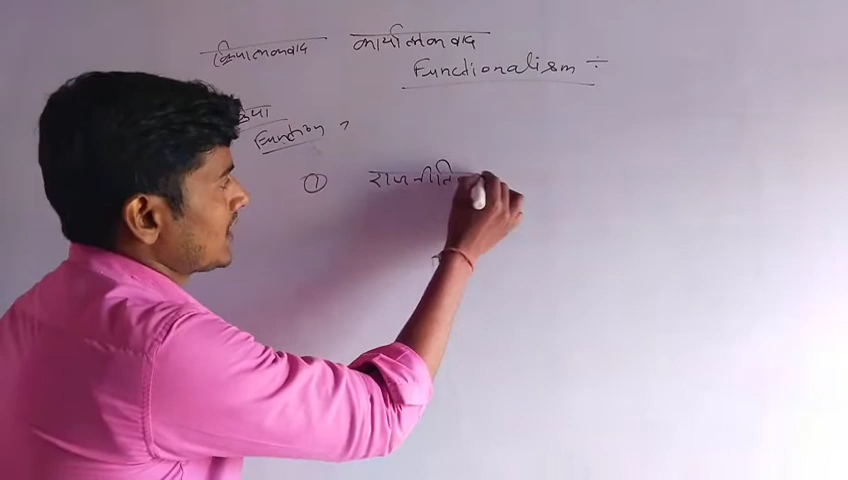 क्रियात्मकवाद कार्यात्मकवाद
Functionalism ÷
Function ?
① राजनीति